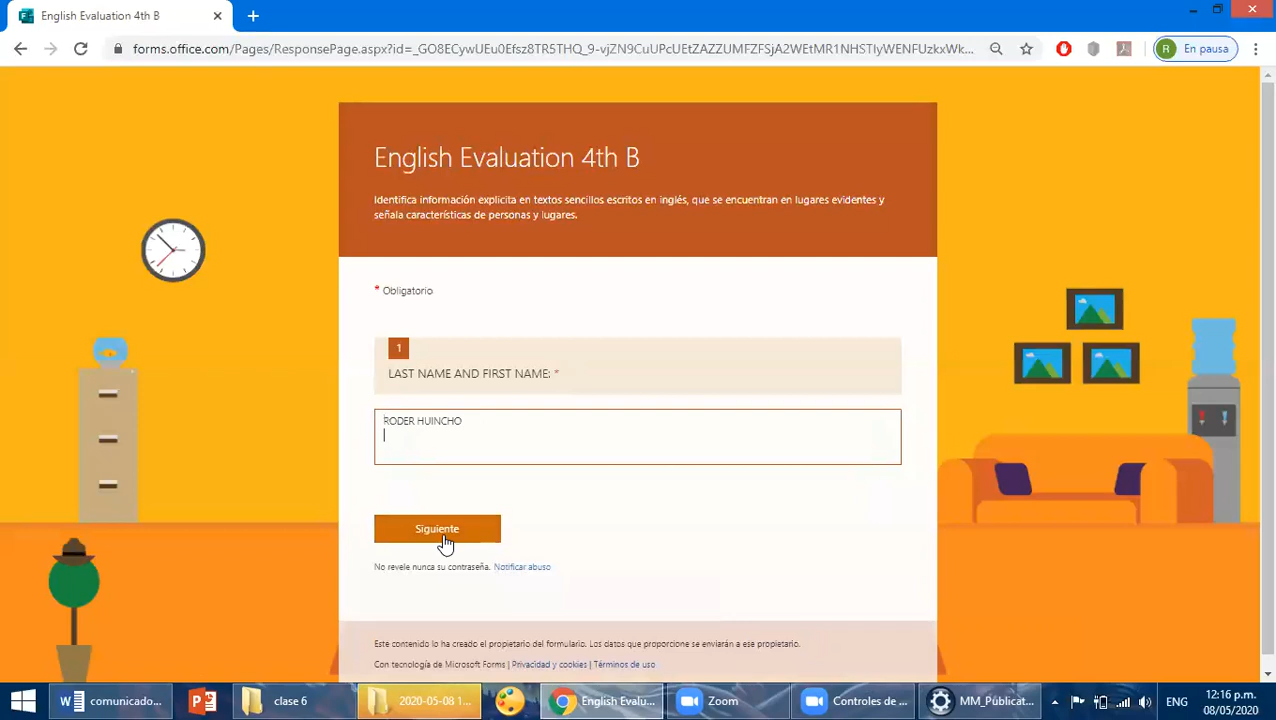 English Evaluation 4th B
forms.office.com/Pages/ResponsePage.aspx?id=_GO8ECywUEu0Efsz8TR5THQ_9-vjZN9CuUPcUEtZAZZUMFZFSjA2WEtMR1NHSTIyWENFUzkxWk...
R En pausa
English Evaluation 4th B
Identifica información explicita en textos sencillos escritos en inglés, que se encuentran en lugares evidentes y
señala características de personas y lugares.
* Obligatorio
1
LAST NAME AND FIRST NAME: *
RODER HUINCHO
Siguiente
No revele nunca su contraseña. Notificar abuso
Este contenido lo ha creado el propietario del formulario. Los datos que proporcione se enviarán a ese propietario.
Con tecnología de Microsoft Forms | Privacidad y cookies | Términos de uso
comunicado... clase 6 2020-05-08 1... English Evalu... Zoom Controles de ... MM_Públicat... ENG 12:16 p.m.
08/05/2020